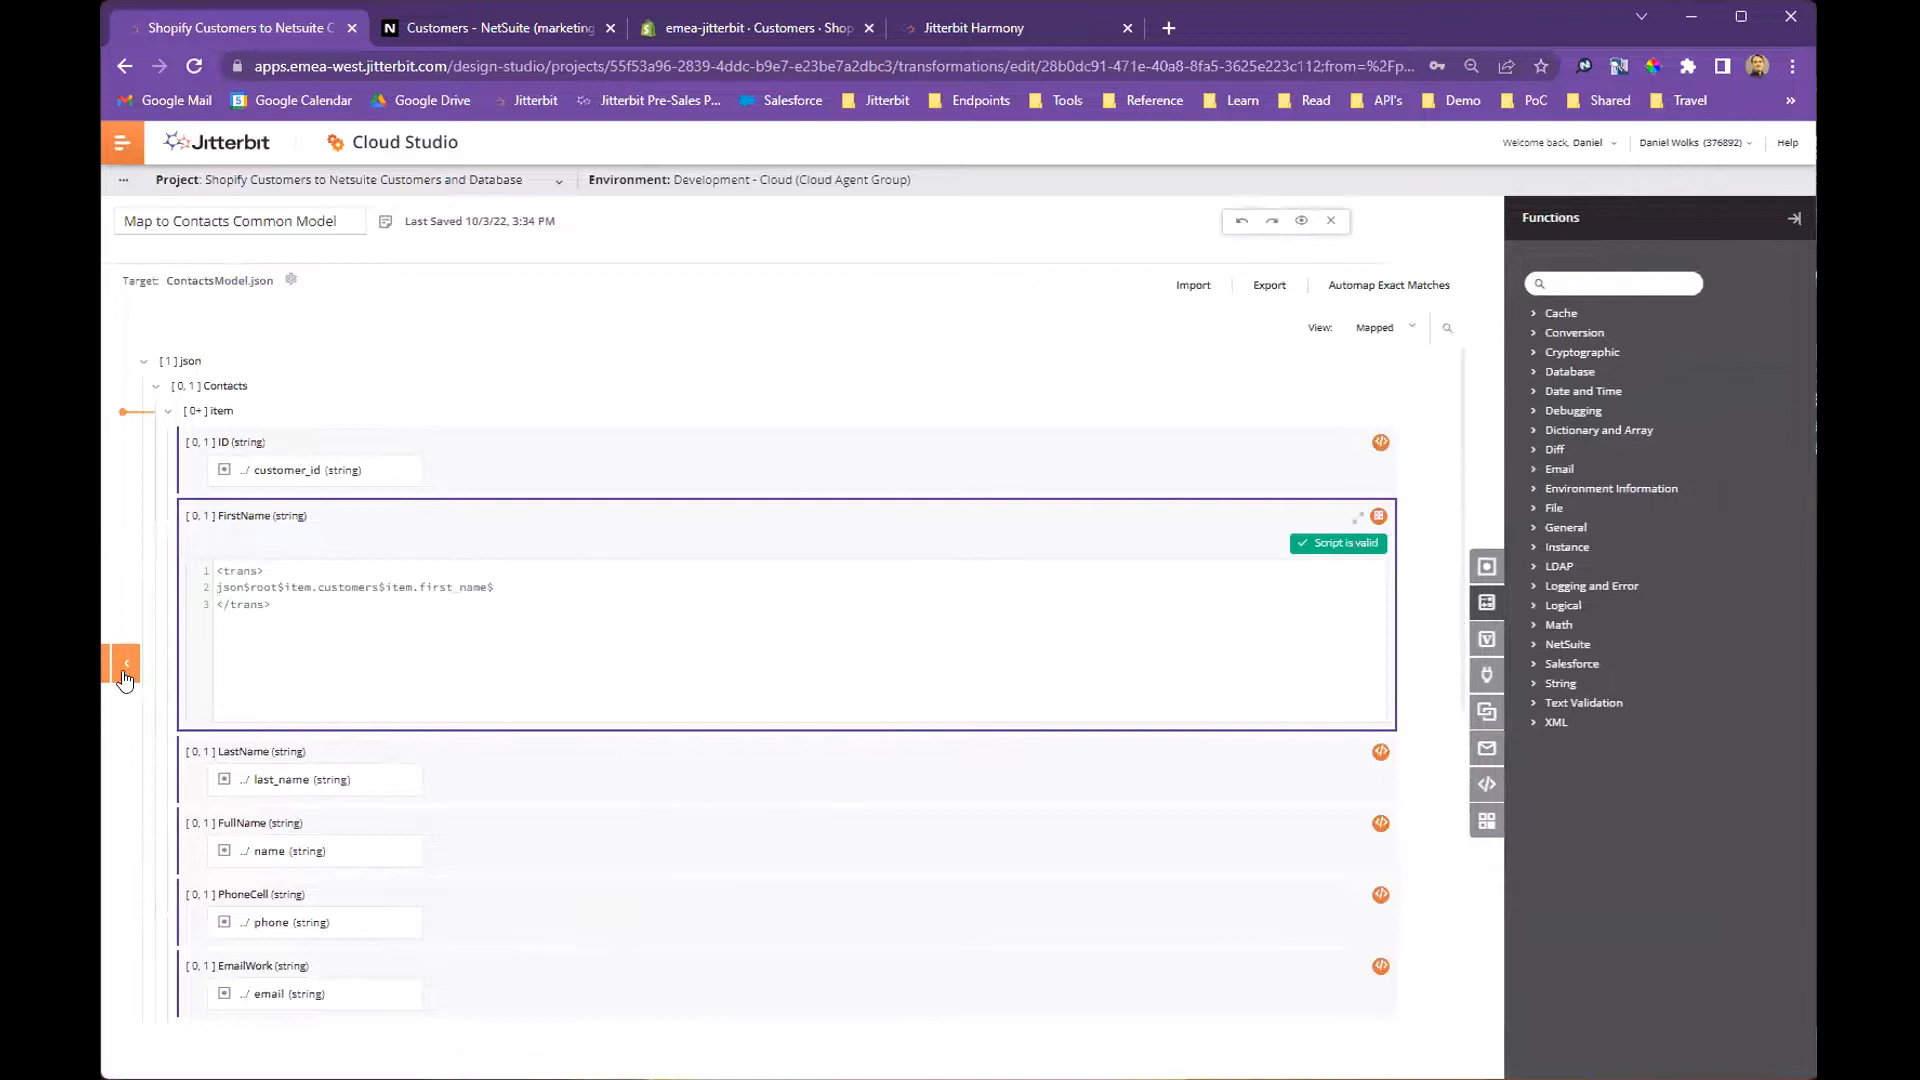 Shopify Customers to Netsuite C
Customers - NetSuite (marketing
emea-jitterbit · Customers · Shop
Jitterbit Harmony
apps.emea-west.jitterbit.com/design-studio/projects/55f53a96-2839-4ddc-b9e7-e23be7a2dbc3/transformations/edit/28b0dc91-471e-40a8-8fa5-3625e223c112;from=%2Fp...
Google Mail
Google Calendar
Google Drive
Jitterbit
Jitterbit Pre-Sales P...
Salesforce
Jitterbit
Endpoints
Tools
Reference
Learn
Read
API's
Demo
PoC
Shared
Travel
»
Jitterbit
Cloud Studio
Welcome back, Daniel
Daniel Wolks (376892)
Help
... Project: Shopify Customers to Netsuite Customers and Database
Environment: Development - Cloud (Cloud Agent Group)
Map to Contacts Common Model
Last Saved 10/3/22, 3:34 PM
Target: ContactsModel.json
Import
Export
Automap Exact Matches
View: Mapped
[ 1 ] json
[ 0, 1 ] Contacts
[ 0+ ] item
[ 0, 1 ] ID (string)
../ customer_id (string)
[ 0, 1 ] FirstName (string)
Script is valid
1 <trans>
2 json$root$item.customers$item.first_name$
3 </trans>
[ 0, 1 ] LastName (string)
../ last_name (string)
[ 0, 1 ] FullName (string)
../ name (string)
[ 0, 1 ] PhoneCell (string)
../ phone (string)
[ 0, 1 ] EmailWork (string)
../ email (string)
Functions
Cache
Conversion
Cryptographic
Database
Date and Time
Debugging
Dictionary and Array
Diff
Email
Environment Information
File
General
Instance
LDAP
Logging and Error
Logical
Math
NetSuite
Salesforce
String
Text Validation
XML